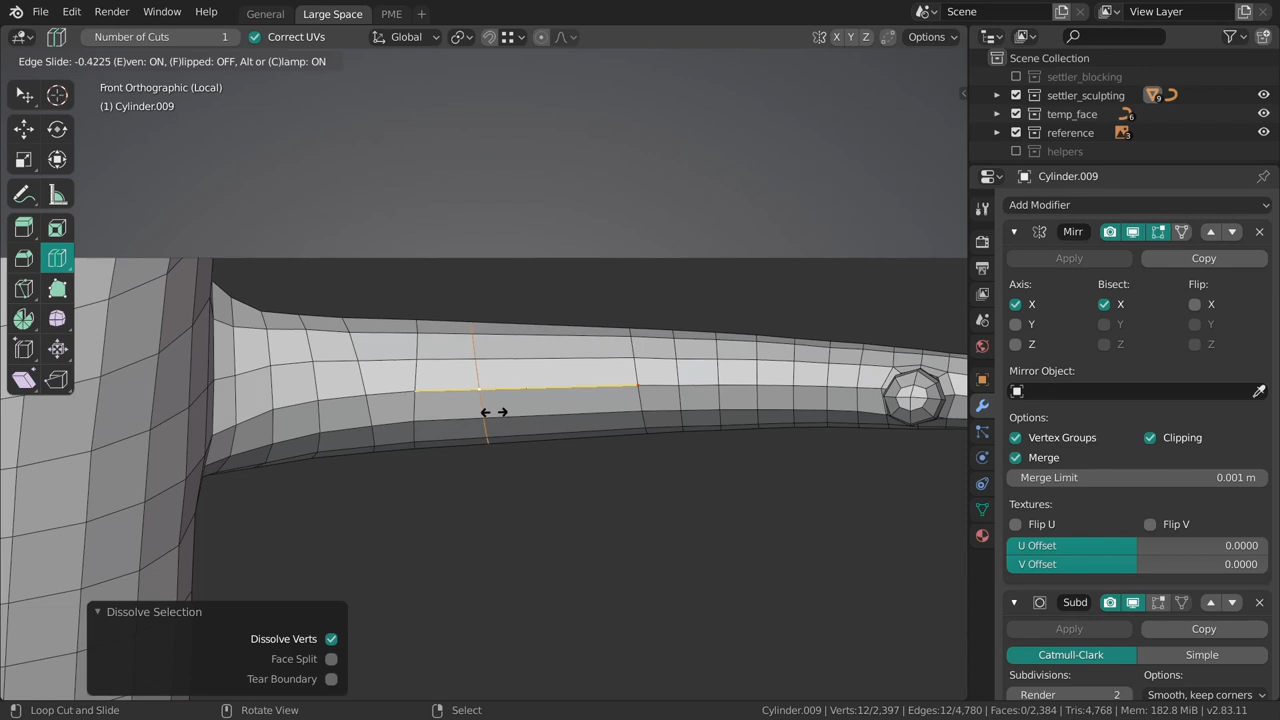 File Edit Render Window Help General Large Space PME + Scene View Layer
Number of Cuts 1 Correct UVs Global X Y Z Options
Edge Slide: -0.4225 (E)ven: ON, (F)lipped: OFF, Alt or (C)lamp: ON
Front Orthographic (Local)
(1) Cylinder.009
Scene Collection
settler_blocking
settler_sculpting 9
temp_face 6
reference 3
helpers
Cylinder.009
Add Modifier
Mirr
Apply Copy
Axis: Bisect: Flip:
X X X
Y Y Y
Z Z Z
Mirror Object:
Options:
Vertex Groups Clipping
Merge
Merge Limit 0.001 m
Textures:
Flip U Flip V
U Offset 0.0000
V Offset 0.0000
Subd
Apply Copy
Catmull-Clark Simple
Subdivisions: Options:
Render 2 Smooth, keep corners
Dissolve Selection
Dissolve Verts
Face Split
Tear Boundary
Loop Cut and Slide Rotate View Select Cylinder.009 | Verts:12/2,397 | Edges:12/4,780 | Faces:0/2,384 | Tris:4,768 | Mem: 182.8 MiB | v2.83.11